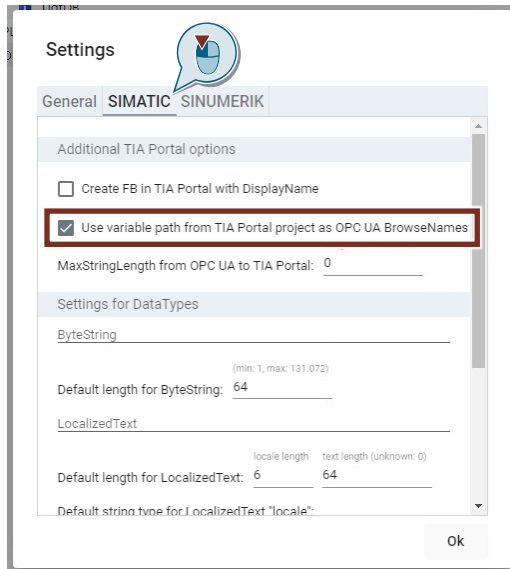 Settings
General SIMATIC SINUMERIK
Additional TIA Portal options
Create FB in TIA Portal with DisplayName
Use variable path from TIA Portal project as OPC UA BrowseNames
MaxStringLength from OPC UA to TIA Portal: 0
Settings for DataTypes
ByteString
(min: 1, max: 131.072)
Default length for ByteString: 64
LocalizedText
locale length text length (unknown: 0)
Default length for LocalizedText: 6 64
Default string type for LocalizedText "locale":
Ok